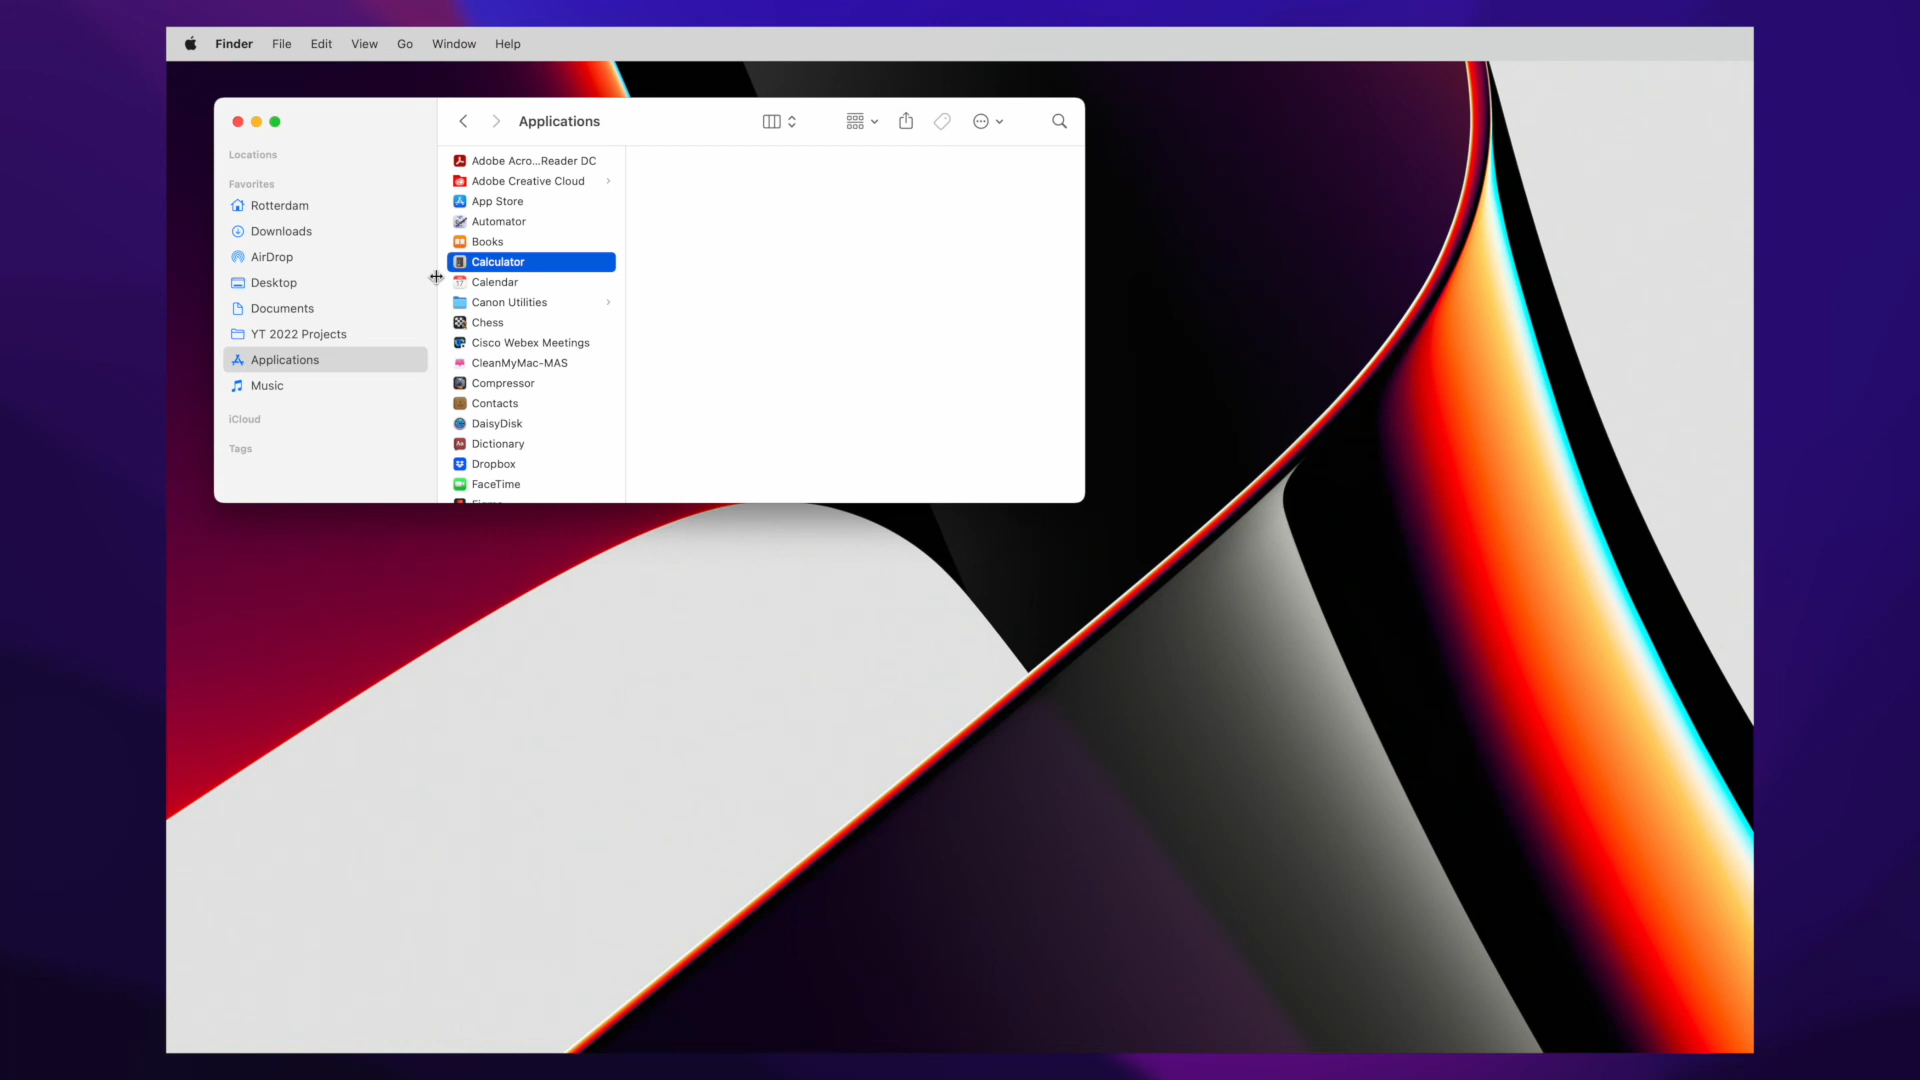 Finder File Edit View Go Window Help
Applications
Locations
Favorites
Rotterdam
Downloads
AirDrop
Desktop
Documents
YT 2022 Projects
Applications
Music
iCloud
Tags
Adobe Acro...Reader DC
Adobe Creative Cloud
App Store
Automator
Books
Calculator
Calendar
Canon Utilities
Chess
Cisco Webex Meetings
CleanMyMac-MAS
Compressor
Contacts
DaisyDisk
Dictionary
Dropbox
FaceTime